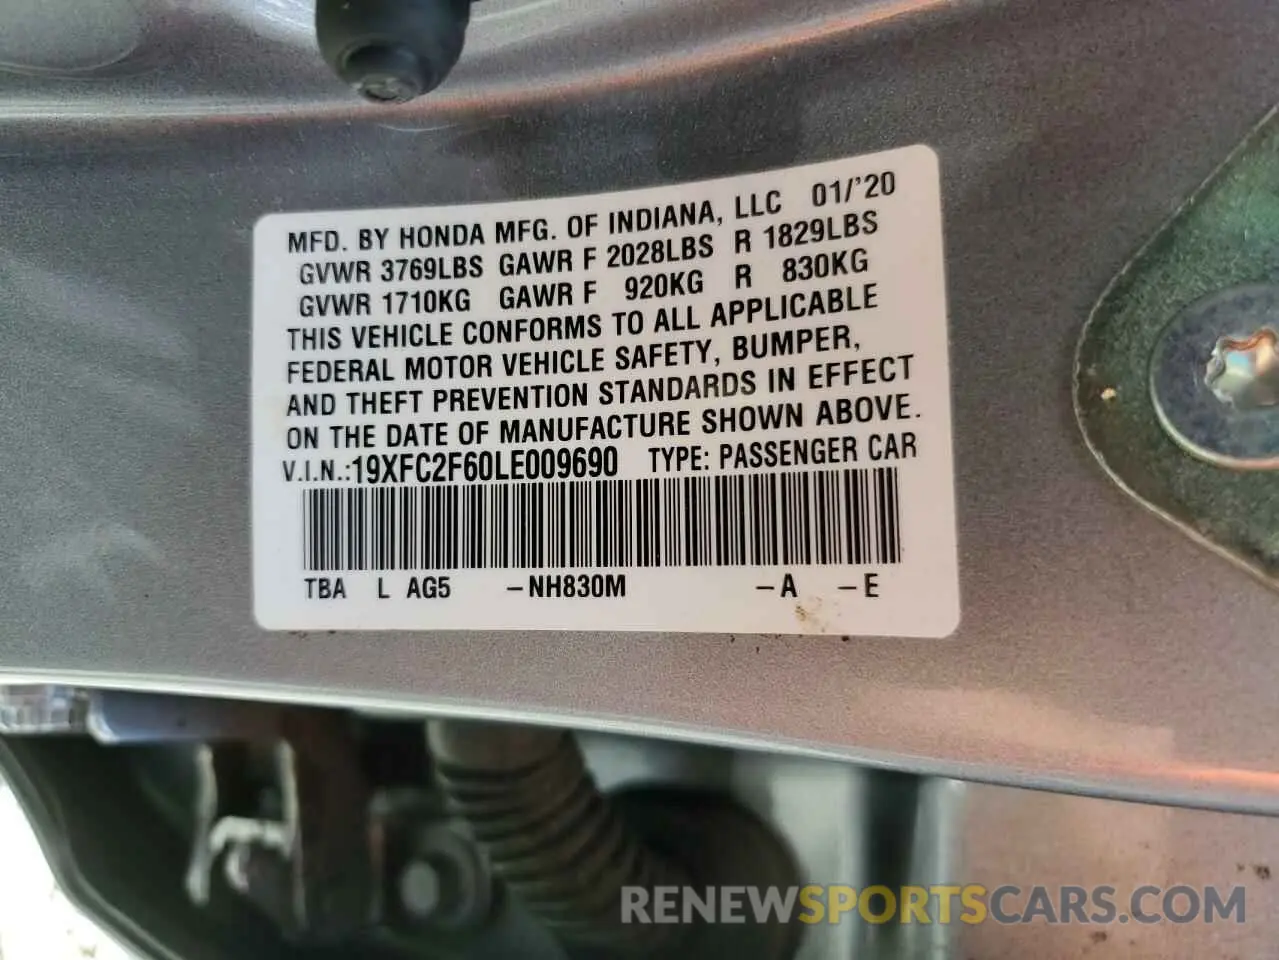 MFD. BY HONDA MFG. OF INDIANA, LLC 01/'20
GVWR 3769LBS GAWR F 2028LBS R 1829LBS
GVWR 1710KG GAWR F 920KG R 830KG
THIS VEHICLE CONFORMS TO ALL APPLICABLE
FEDERAL MOTOR VEHICLE SAFETY, BUMPER,
AND THEFT PREVENTION STANDARDS IN EFFECT
ON THE DATE OF MANUFACTURE SHOWN ABOVE.
V.I.N.:19XFC2F60LE009690 TYPE: PASSENGER CAR
TBA L AG5 -NH830M -A -E
RENEWSPORTSCARS.COM